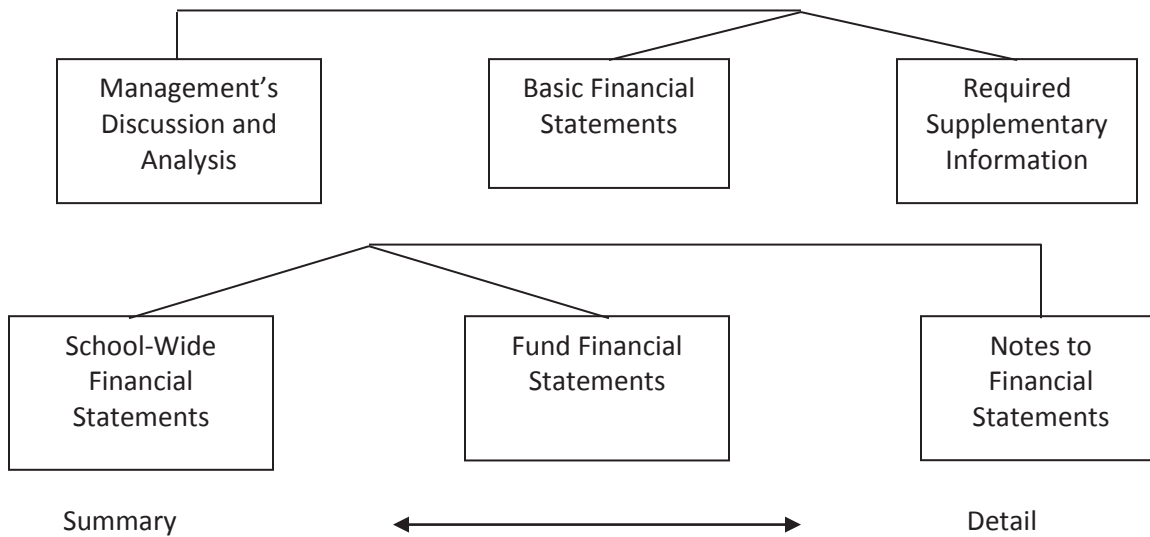 Management’s
Discussion and
Analysis
Basic Financial
Statements
Required
Supplementary
Information
School-Wide
Financial
Statements
Fund Financial
Statements
Notes to
Financial
Statements
Summary
Detail